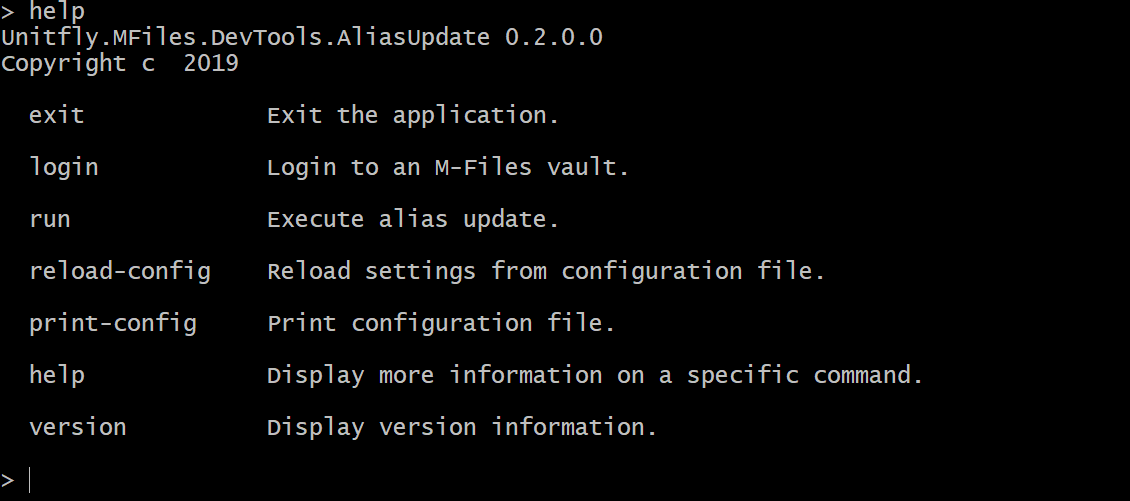 > help
Unitfly.MFiles.DevTools.AliasUpdate 0.2.0.0
Copyright c  2019
exit Exit the application.
login Login to an M-Files vault.
run Execute alias update.
reload-config Reload settings from configuration file.
print-config Print configuration file.
help Display more information on a specific command.
version Display version information.
>